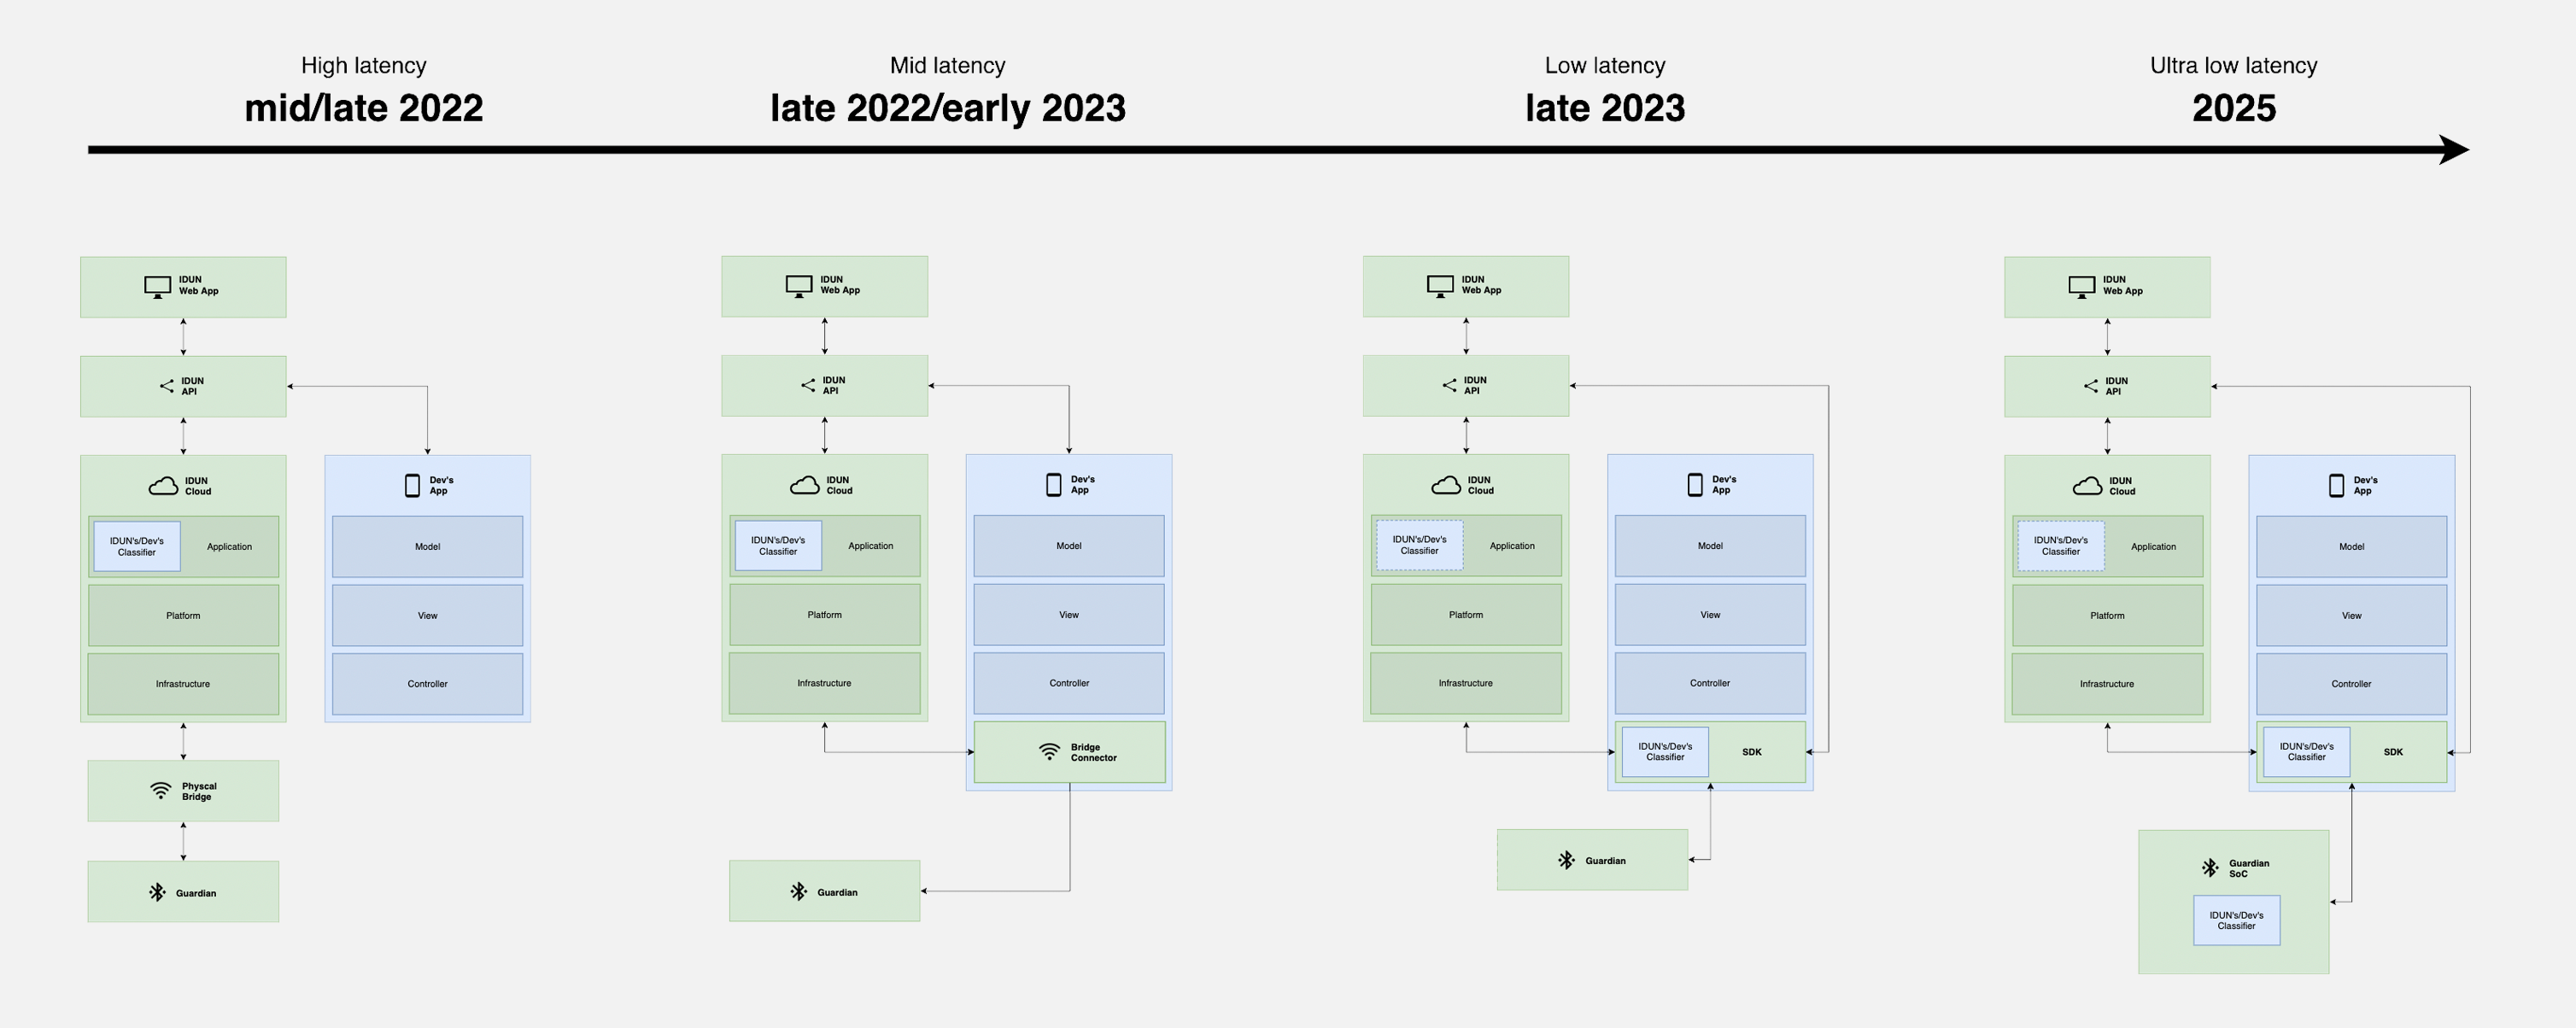 High latency
mid/late 2022
Mid latency
late 2022/early 2023
Low latency
late 2023
Ultra low latency
2025
IDUN
Web App
IDUN
API
IDUN
Cloud
IDUN's/Dev's
Classifier
Application
Platform
Infrastructure
Physcal
Bridge
Guardian
Dev's
App
Model
View
Controller
IDUN
Web App
IDUN
API
IDUN
Cloud
IDUN's/Dev's
Classifier
Application
Platform
Infrastructure
Dev's
App
Model
View
Controller
Bridge
Connector
Guardian
IDUN
Web App
IDUN
API
IDUN
Cloud
IDUN's/Dev's
Classifier
Application
Platform
Infrastructure
Dev's
App
Model
View
Controller
IDUN's/Dev's
Classifier
SDK
Guardian
IDUN
Web App
IDUN
API
IDUN
Cloud
IDUN's/Dev's
Classifier
Application
Platform
Infrastructure
Dev's
App
Model
View
Controller
IDUN's/Dev's
Classifier
SDK
Guardian
SoC
IDUN's/Dev's
Classifier